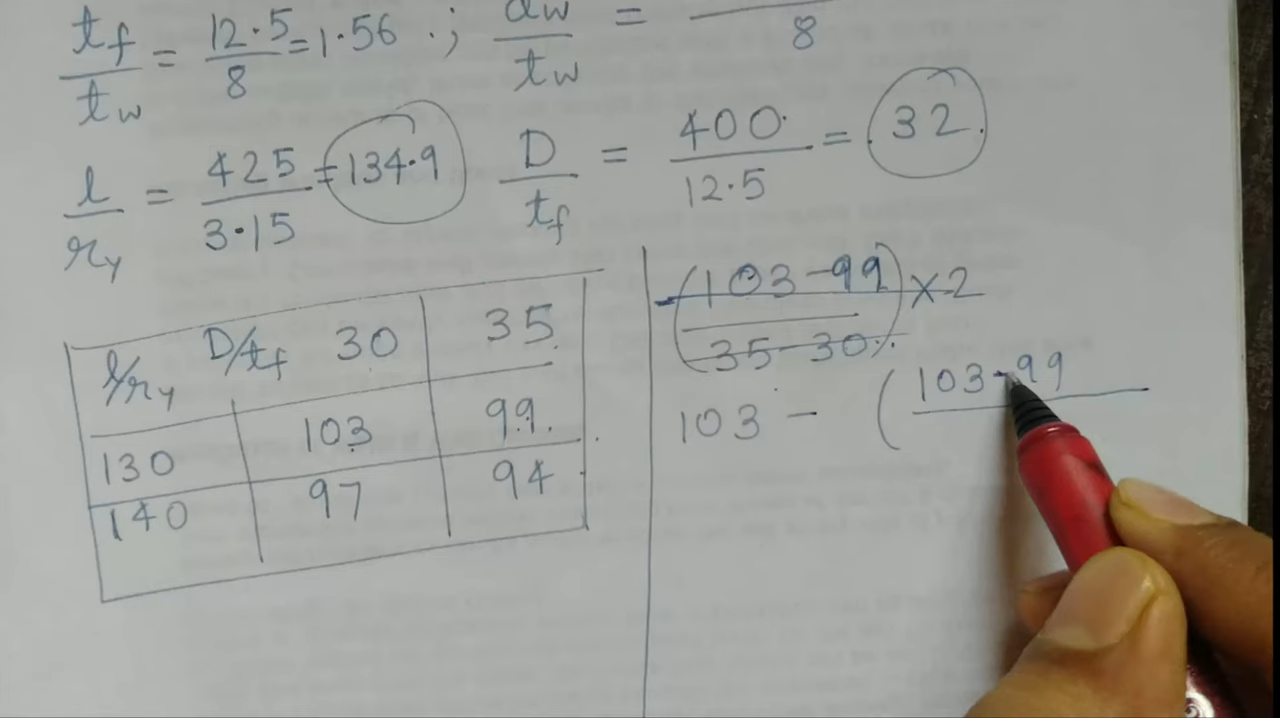 tf/tw = 12.5/8 = 1.56 .; dw/tw = /8
l/ry = 425/3.15 = 134.9 D/tf = 400/12.5 = 32.
(103-99)/(35-30) × 2
l/ry D/tf 30 35
103 - (103-99
130 103 99
140 97 94